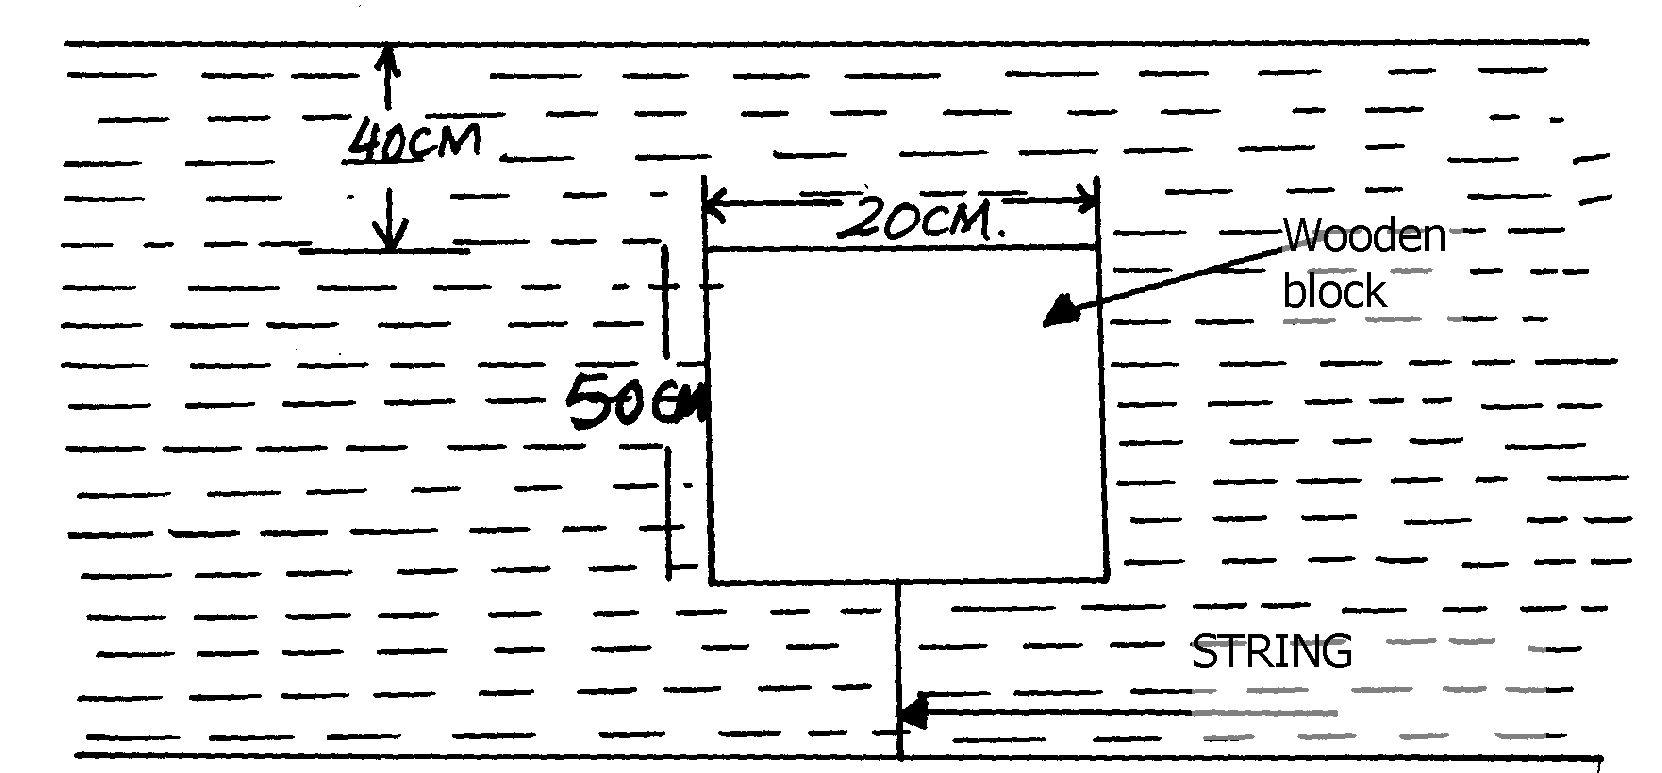 40CM
20CM.
Wooden
block
50CM
STRING